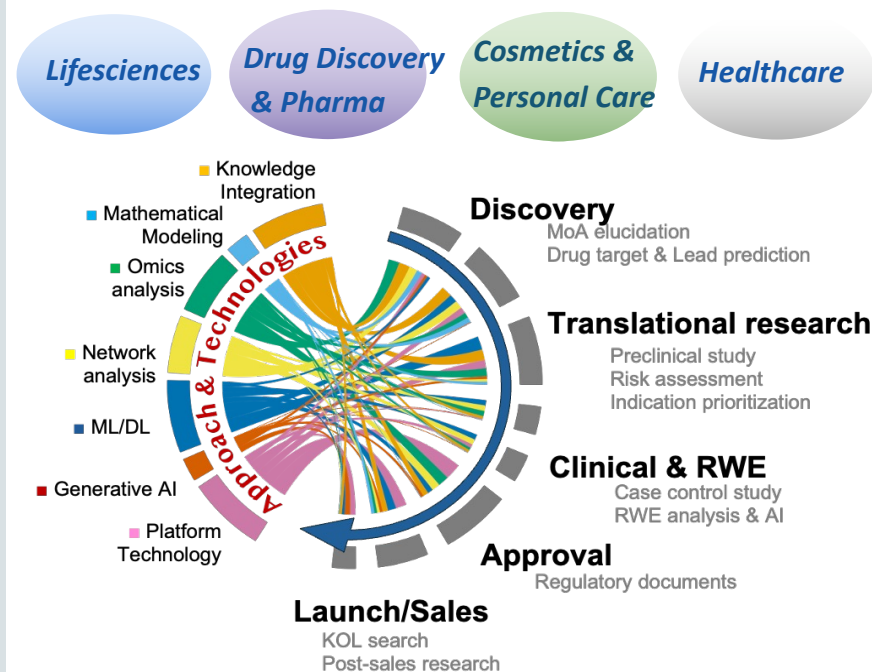 Lifesciences
Drug Discovery
& Pharma
Cosmetics &
Personal Care
Healthcare
Knowledge
Integration
Mathematical
Modeling
Omics
analysis
Network
analysis
ML/DL
Generative AI
Platform
Technology
Approach & Technologies
Discovery
MoA elucidation
Drug target & Lead prediction
Translational research
Preclinical study
Risk assessment
Indication prioritization
Clinical & RWE
Case control study
RWE analysis & AI
Approval
Regulatory documents
Launch/Sales
KOL search
Post-sales research